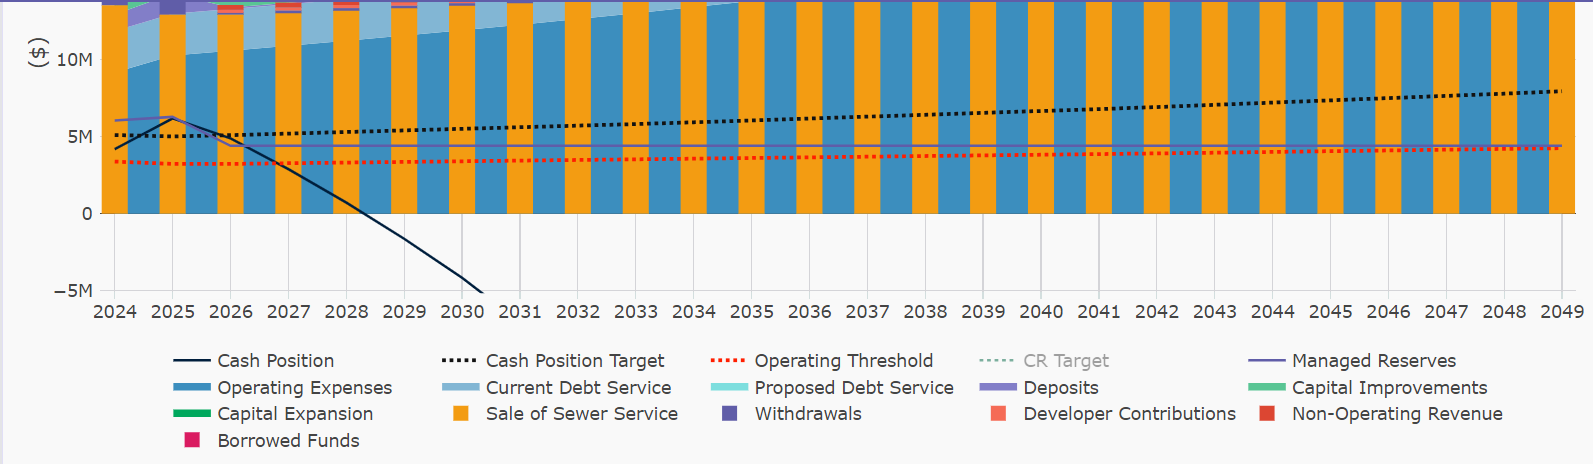 ($)
10M
5M
0
−5M
2024 2025 2026 2027 2028 2029 2030 2031 2032 2033 2034 2035 2036 2037 2038 2039 2040 2041 2042 2043 2044 2045 2046 2047 2048 2049
Cash Position Cash Position Target Operating Threshold CR Target Managed Reserves
Operating Expenses Current Debt Service Proposed Debt Service Deposits Capital Improvements
Capital Expansion Sale of Sewer Service Withdrawals Developer Contributions Non-Operating Revenue
Borrowed Funds